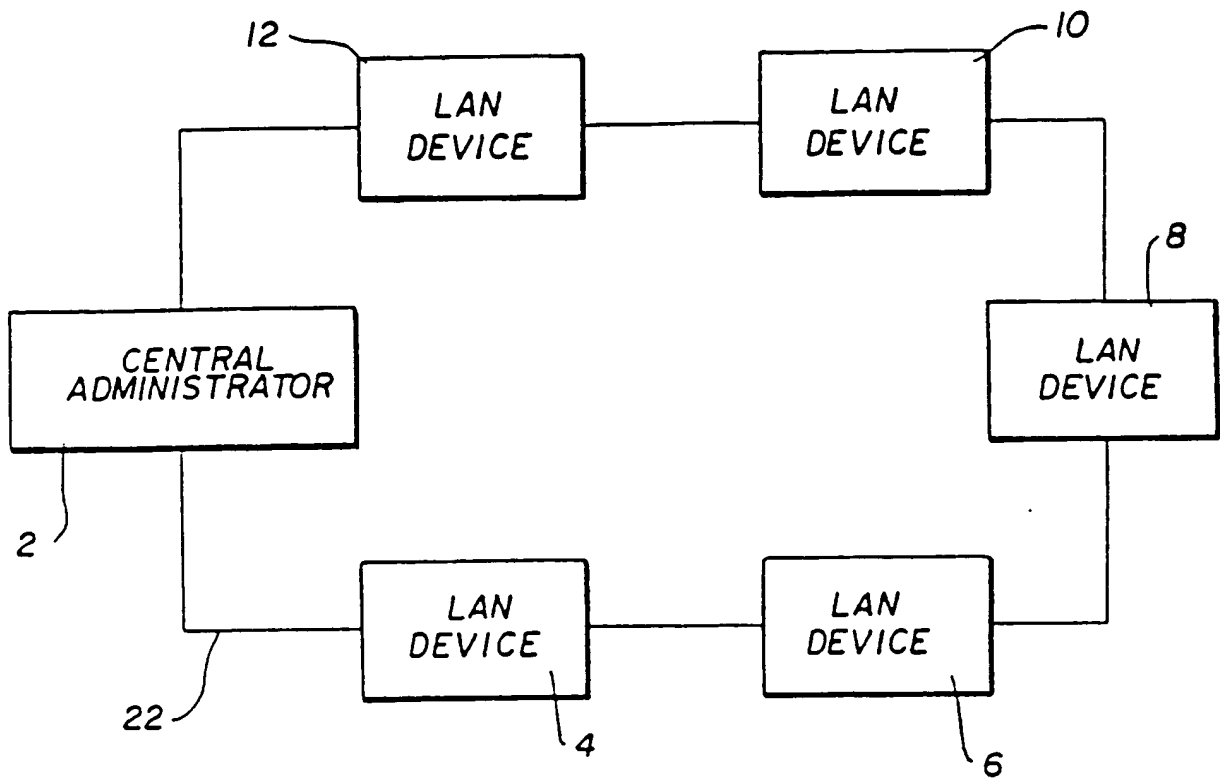 12
10
LAN
DEVICE
LAN
DEVICE
8
CENTRAL
ADMINISTRATOR
LAN
DEVICE
2
LAN
DEVICE
LAN
DEVICE
22
4
6